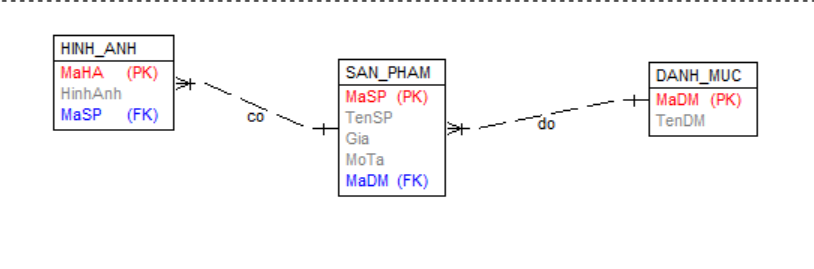 HINH_ANH
MaHA (PK)
HinhAnh
MaSP (FK)
co
SAN_PHAM
MaSP (PK)
TenSP
Gia
MoTa
MaDM (FK)
do
DANH_MUC
MaDM (PK)
TenDM